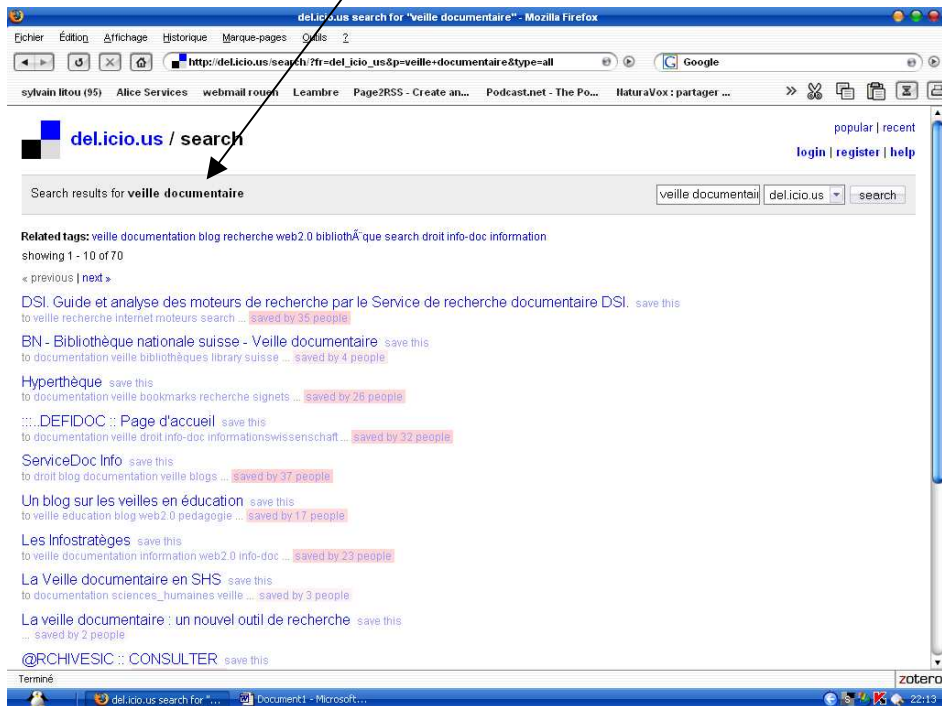 del.icio.us search for "veille documentaire" - Mozilla Firefox
Fichier Édition Affichage Historique Marque-pages Outils ?
http://del.icio.us/search/?fr=del_icio_us&p=veille+documentaire&type=all Google
sylvain litou (95) Alice Services webmail rouen Leambre Page2RSS - Create an... Podcast.net - The Po... NaturaVox : partager ... »
popular | recent
del.icio.us / search
login | register | help
Search results for veille documentaire veille documentair del.icio.us search
Related tags: veille documentation blog recherche web2.0 bibliothÃ¨que search droit info-doc information
showing 1 - 10 of 70
« previous | next »
DSI. Guide et analyse des moteurs de recherche par le Service de recherche documentaire DSI. save this
to veille recherche internet moteurs search ... saved by 35 people
BN - Bibliothèque nationale suisse - Veille documentaire save this
to documentation veille bibliothèques library suisse ... saved by 4 people
Hyperthèque save this
to documentation veille bookmarks recherche signets ... saved by 26 people
:::..DEFIDOC :: Page d'accueil save this
to documentation veille droit info-doc informationswissenschaft ... saved by 32 people
ServiceDoc Info save this
to droit blog documentation veille blogs ... saved by 37 people
Un blog sur les veilles en éducation save this
to veille education blog web2.0 pedagogie ... saved by 17 people
Les Infostratèges save this
to veille documentation information web2.0 info-doc ... saved by 23 people
La Veille documentaire en SHS save this
to documentation sciences_humaines veille ... saved by 3 people
La veille documentaire : un nouvel outil de recherche save this
... saved by 2 people
@RCHIVESIC :: CONSULTER save this
Terminé zotero
del.icio.us search for "... Document1 - Microsoft... 22:13